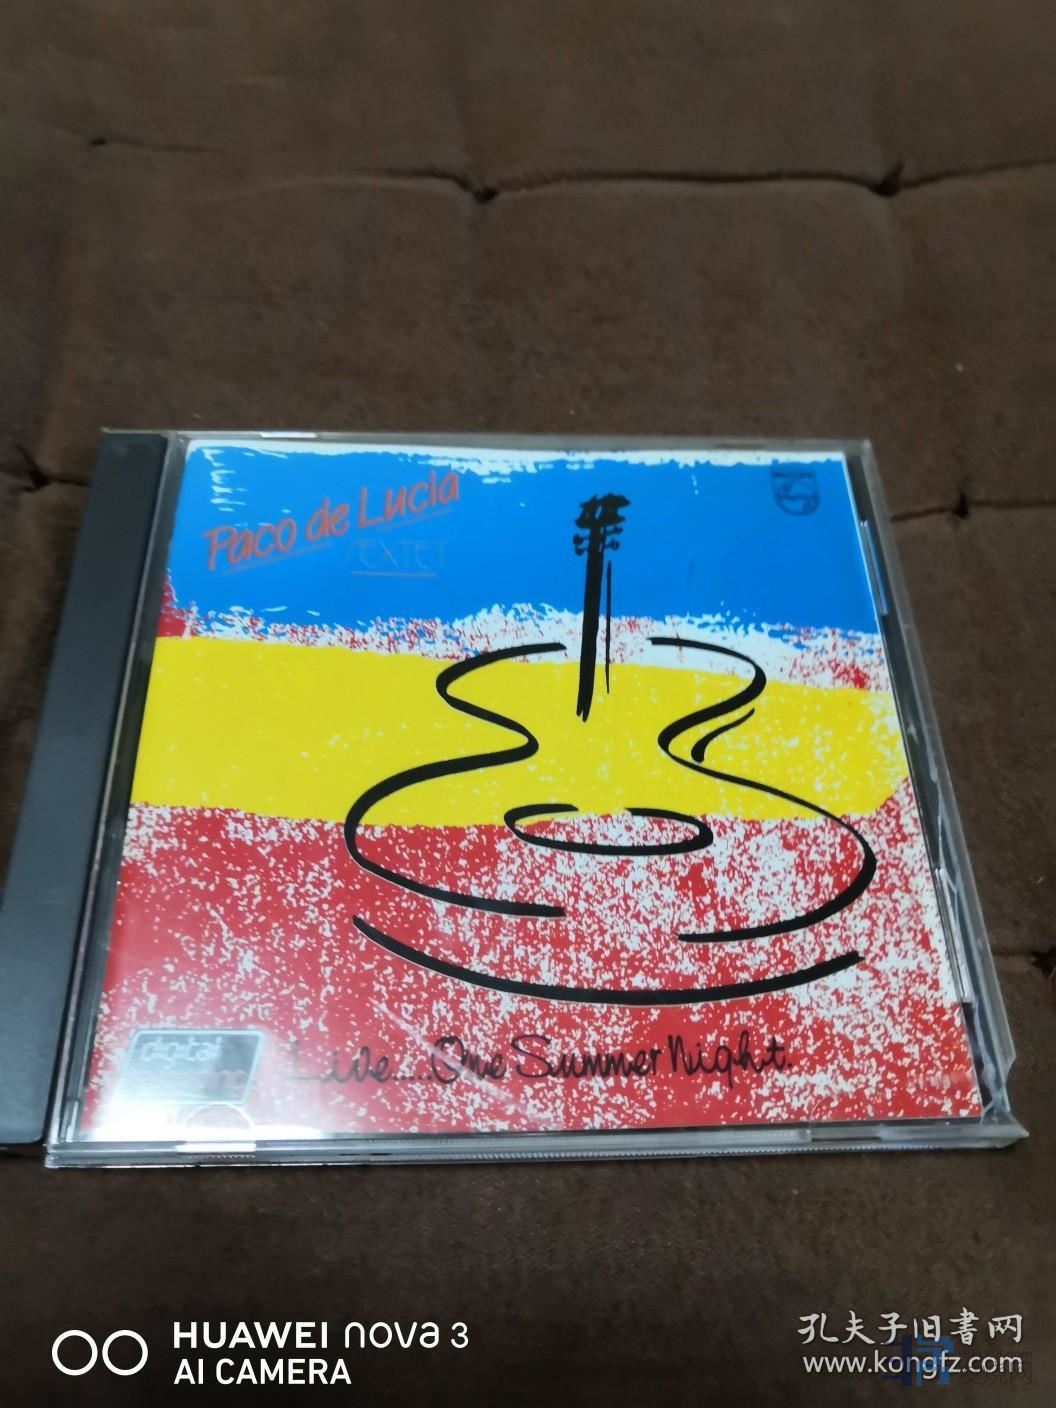 Paco de Lucia
SEXTET
PHILIPS
digital
Live.....One Summer Night.
HUAWEI nova 3
AI CAMERA
孔夫子旧書网
www.kongfz.com